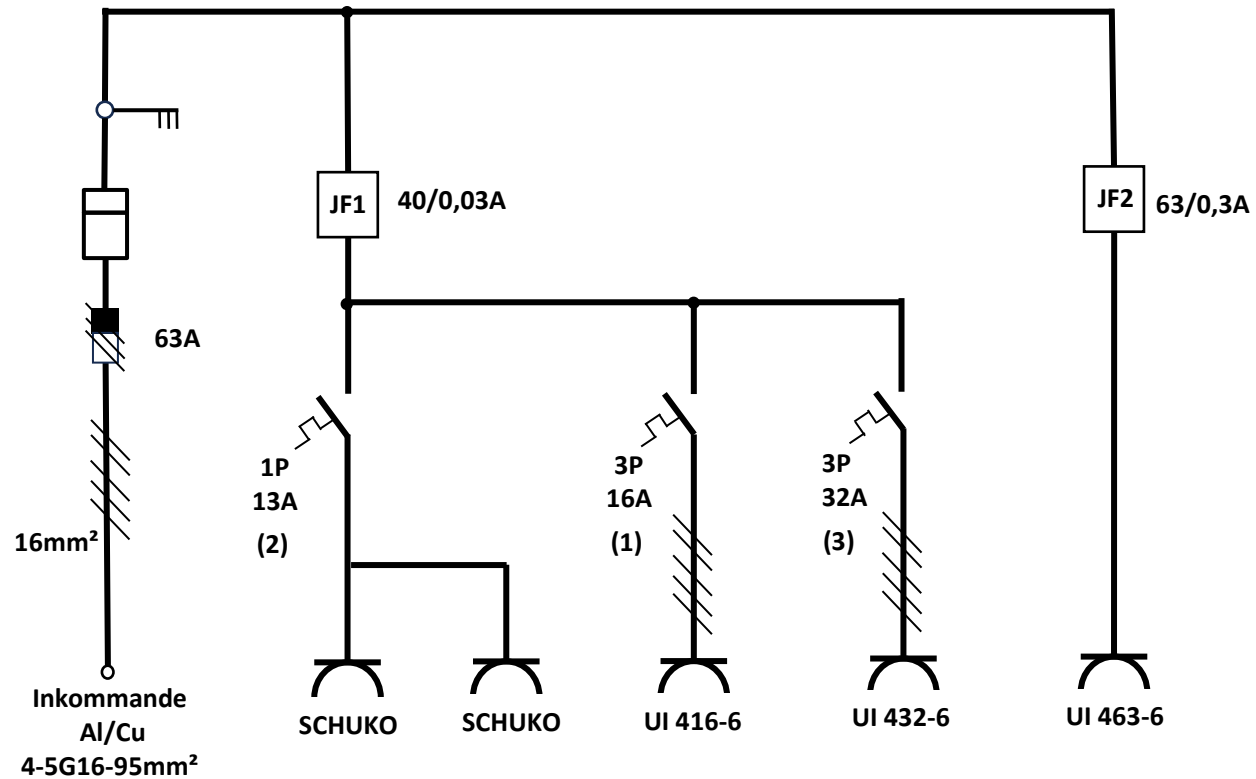 JF1
40/0,03A
JF2
63/0,3A
63A
1P
13A
(2)
3P
16A
(1)
3P
32A
(3)
16mm²
Inkommande
Al/Cu
4-5G16-95mm²
SCHUKO
SCHUKO
UI 416-6
UI 432-6
UI 463-6